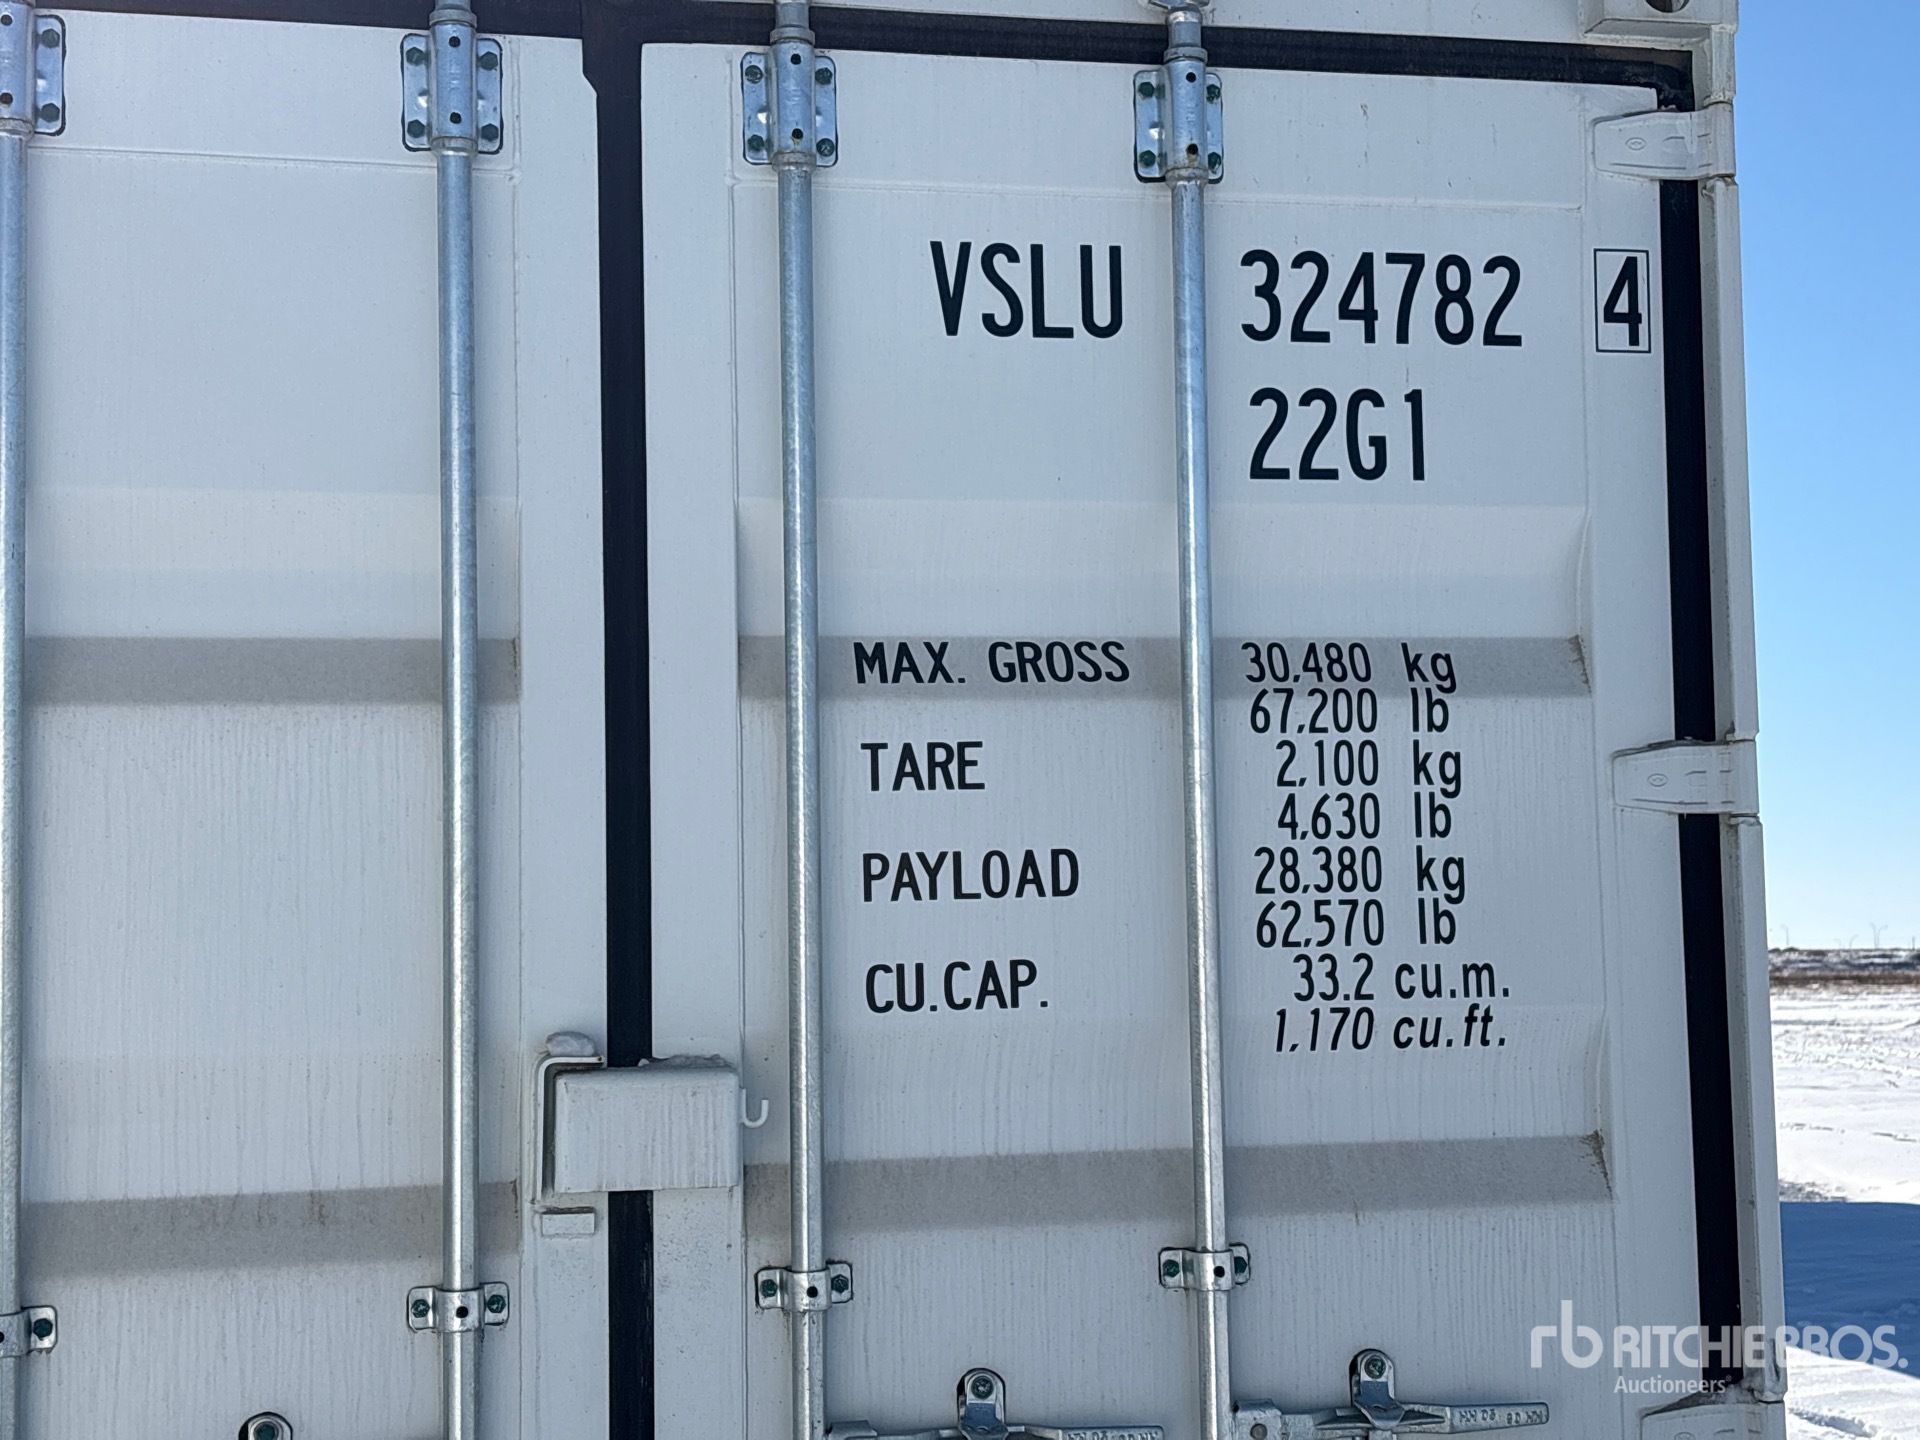 VSLU 324782 4
22G1
MAX. GROSS 30,480 kg
67,200 lb
TARE 2,100 kg
4,630 lb
PAYLOAD 28,380 kg
62,570 lb
CU.CAP. 33.2 cu.m.
1,170 cu.ft.
rb RITCHIE BROS.
Auctioneers